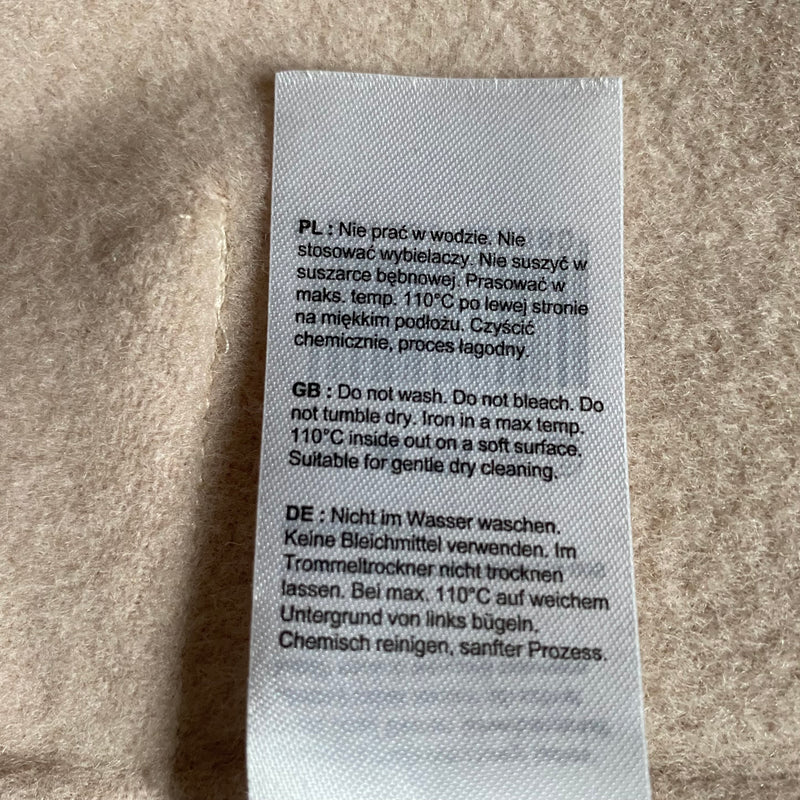 PL : Nie prać w wodzie. Nie
stosować wybielaczy. Nie suszyć w
suszarce bębnowej. Prasować w
maks. temp. 110°C po lewej stronie
na miękkim podłożu. Czyścić
chemicznie, proces łagodny.
GB : Do not wash. Do not bleach. Do
not tumble dry. Iron in a max temp.
110°C inside out on a soft surface.
Suitable for gentle dry cleaning.
DE : Nicht im Wasser waschen.
Keine Bleichmittel verwenden. Im
Trommeltrockner nicht trocknen
lassen. Bei max. 110°C auf weichem
Untergrund von links bügeln.
Chemisch reinigen, sanfter Prozess.